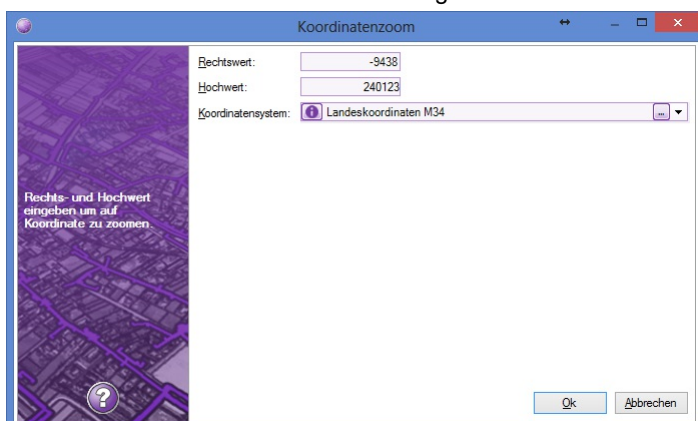 Koordinatenzoom
Rechtswert: -9438
Hochwert: 240123
Koordinatensystem: Landeskoordinaten M34
...
Rechts- und Hochwert
eingeben um auf
Koordinate zu zoomen.
?
Ok Abbrechen